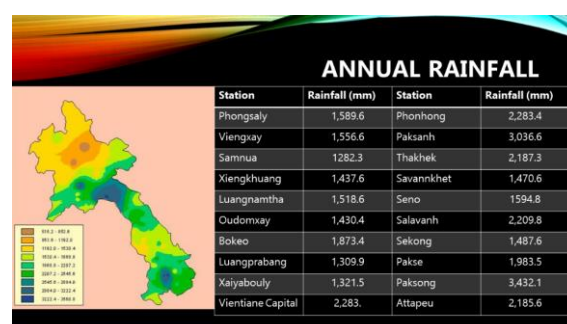 ANNUAL RAINFALL
Station Rainfall (mm) Station Rainfall (mm)
Phongsaly 1,589.6 Phonhong 2,283.4
Viengxay 1,556.6 Paksanh 3,036.6
Samnua 1282.3 Thakhek 2,187.3
Xiengkhuang 1,437.6 Savannkhet 1,470.6
Luangnamtha 1,518.6 Seno 1594.8
Oudomxay 1,430.4 Salavanh 2,209.8
Bokeo 1,873.4 Sekong 1,487.6
Luangprabang 1,309.9 Pakse 1,983.5
Xaiyabouly 1,321.5 Paksong 3,432.1
Vientiane Capital 2,283. Attapeu 2,185.6